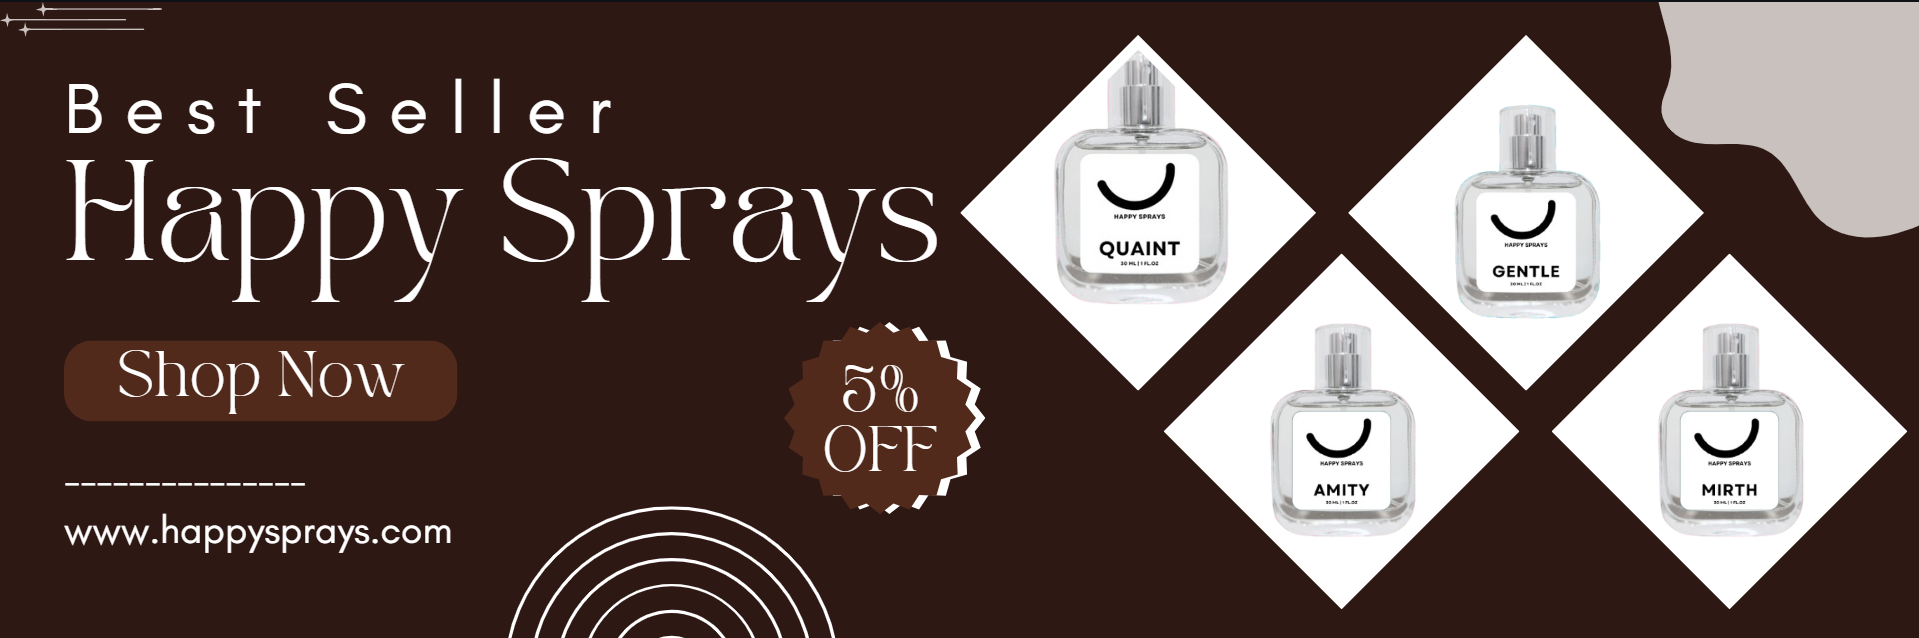 Best Seller
Happy Sprays
Shop Now
5%
OFF
www.happysprays.com
HAPPY SPRAYS
QUAINT
30 ML | 1 FL.OZ
HAPPY SPRAYS
GENTLE
30 ML | 1 FL.OZ
HAPPY SPRAYS
AMITY
30 ML | 1 FL.OZ
HAPPY SPRAYS
MIRTH
30 ML | 1 FL.OZ